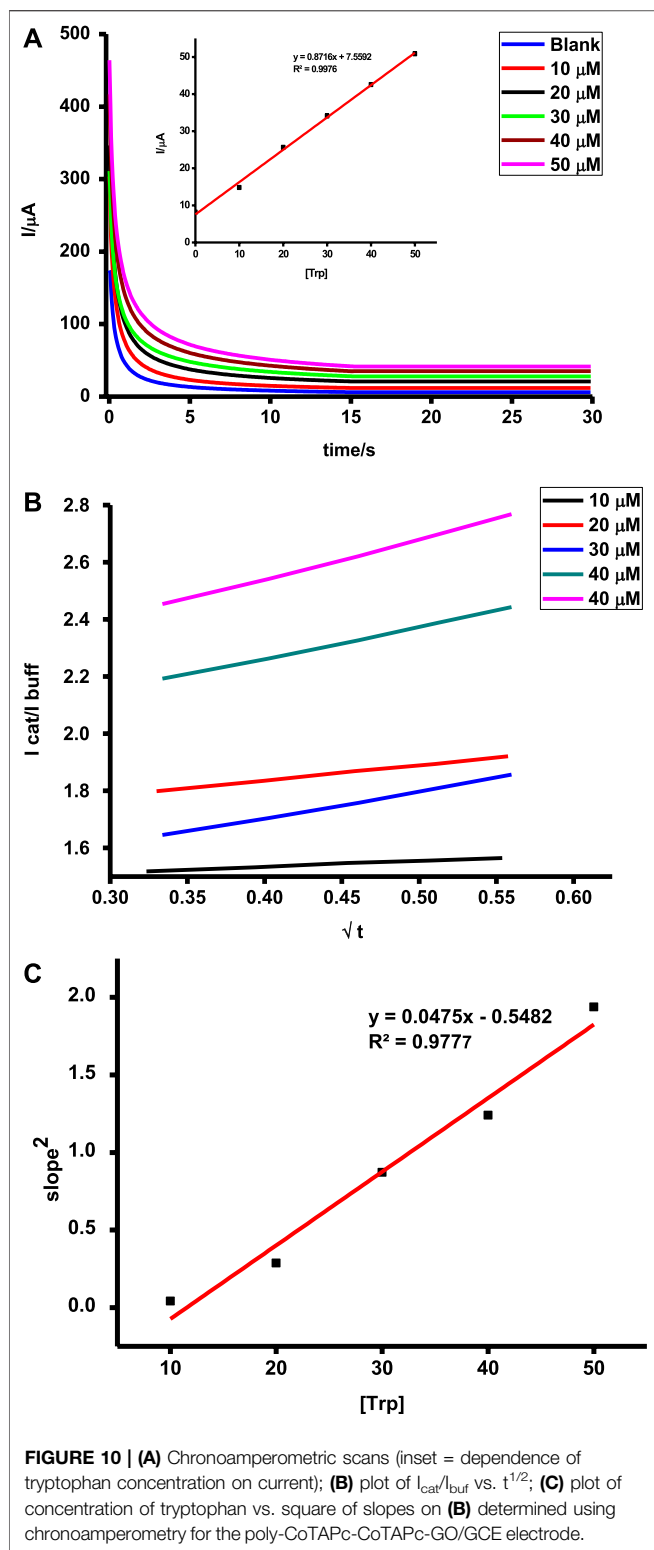 A
500
400
300
200
100
0
I/μA
0 5 10 15 20 25 30
time/s
Blank
10 μM
20 μM
30 μM
40 μM
50 μM
y = 0.8716x + 7.5592
R² = 0.9976
60
50
40
30
20
10
0
I/μA
0 10 20 30 40 50
[Trp]
B
2.8
2.6
2.4
2.2
2.0
1.8
1.6
I cat/I buff
0.30 0.35 0.40 0.45 0.50 0.55 0.60
√ t
10 μM
20 μM
30 μM
40 μM
40 μM
C
2.0
1.5
1.0
0.5
0.0
slope²
y = 0.0475x - 0.5482
R² = 0.9777
10 20 30 40 50
[Trp]
FIGURE 10 | (A) Chronoamperometric scans (inset = dependence of
tryptophan concentration on current); (B) plot of Icat/Ibuf vs. t1/2; (C) plot of
concentration of tryptophan vs. square of slopes on (B) determined using
chronoamperometry for the poly-CoTAPc-CoTAPc-GO/GCE electrode.